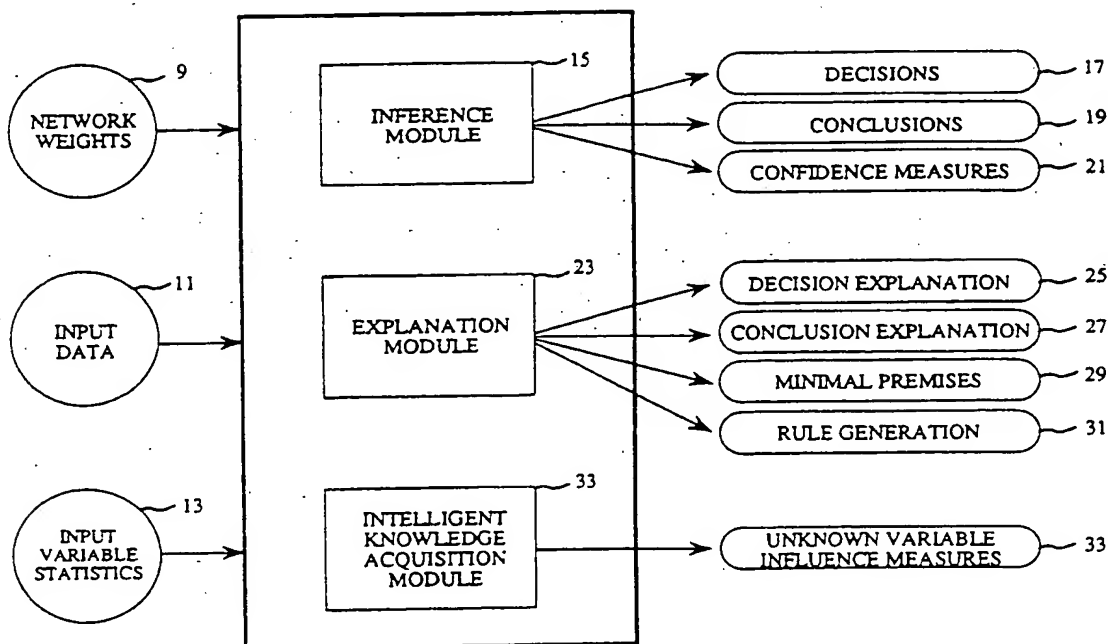 9
NETWORK
WEIGHTS
11
INPUT
DATA
13
INPUT
VARIABLE
STATISTICS
15
INFERENCE
MODULE
23
EXPLANATION
MODULE
33
INTELLIGENT
KNOWLEDGE
ACQUISITION
MODULE
DECISIONS 17
CONCLUSIONS 19
CONFIDENCE MEASURES 21
DECISION EXPLANATION 25
CONCLUSION EXPLANATION 27
MINIMAL PREMISES 29
RULE GENERATION 31
UNKNOWN VARIABLE
INFLUENCE MEASURES 33